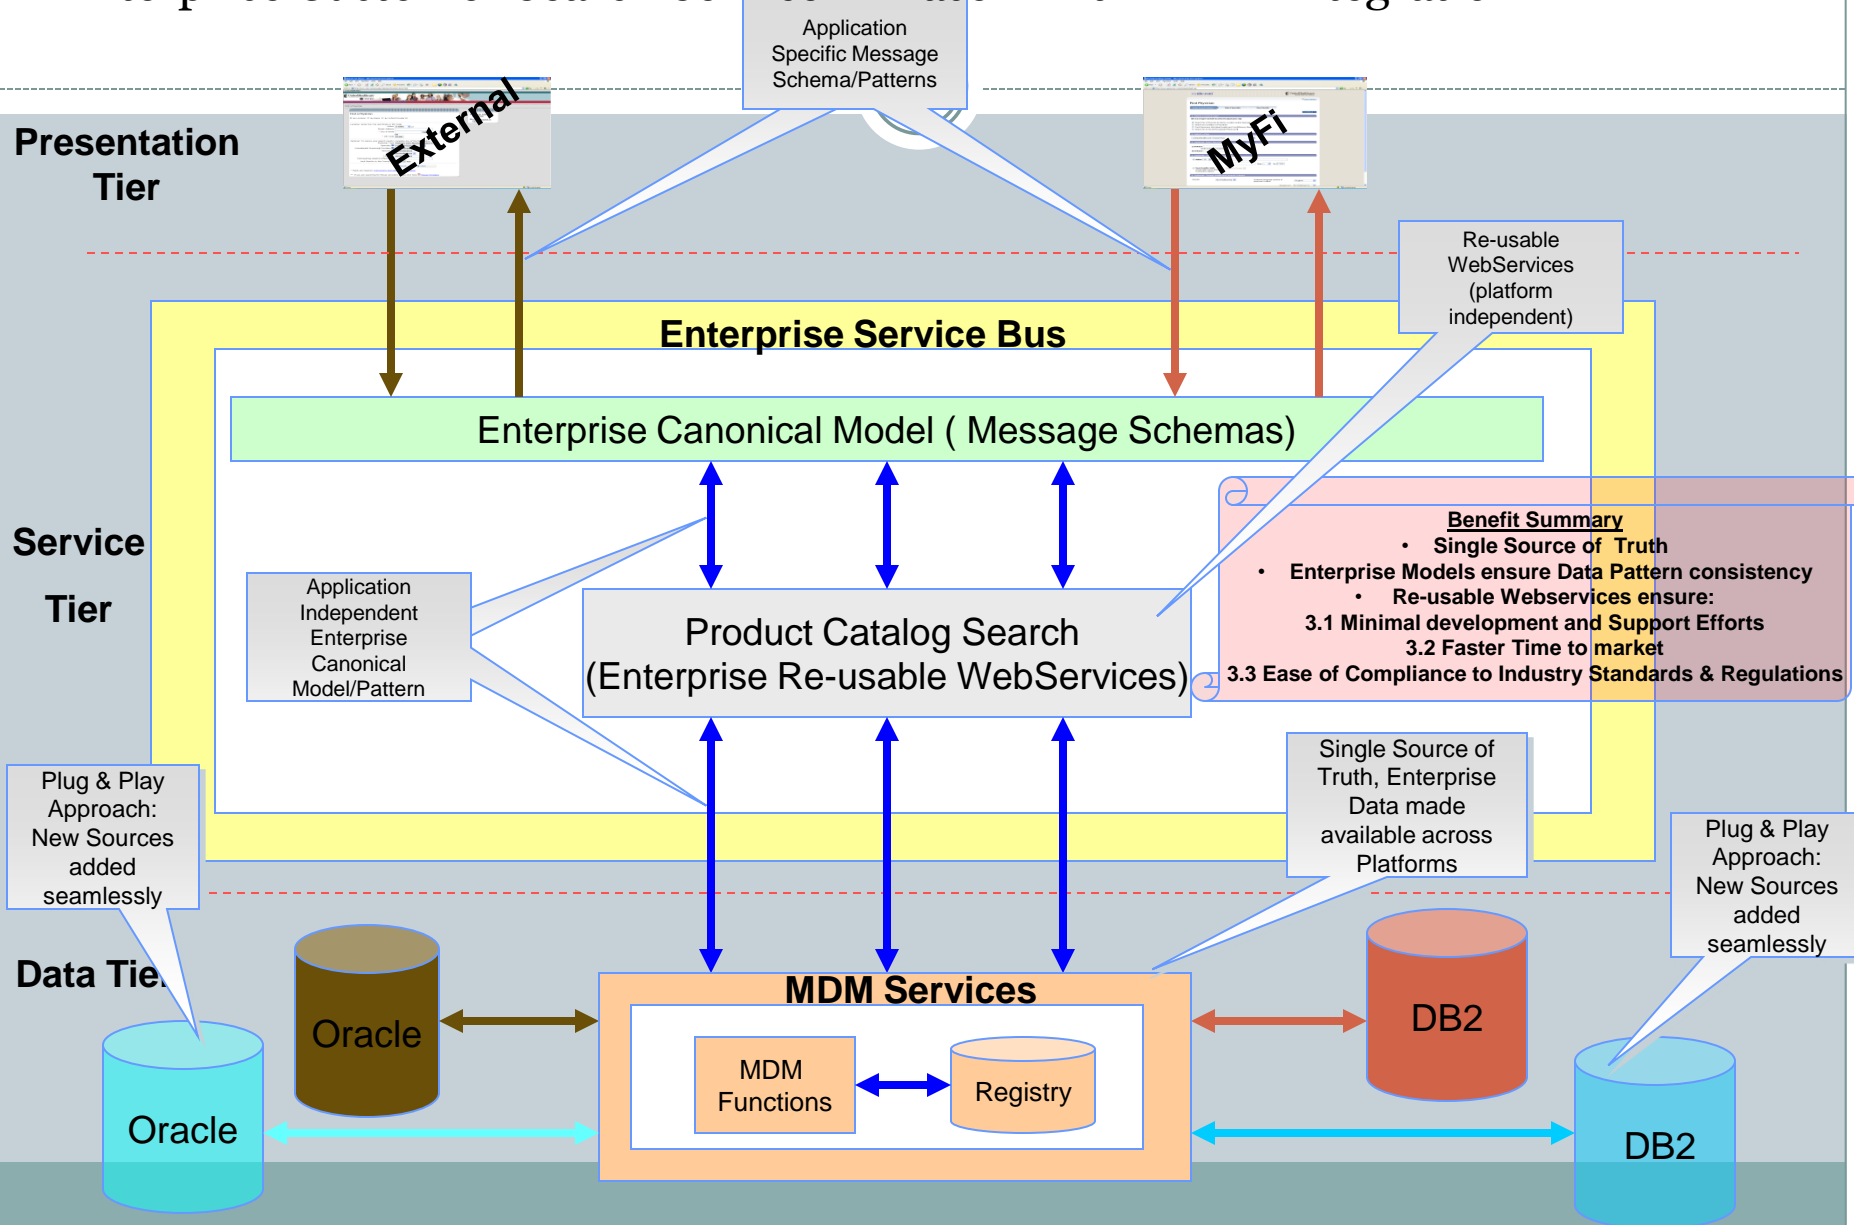 Application
Specific Message
Schema/Patterns
External
MyFi
Presentation
Tier
Re-usable
WebServices
(platform
independent)
Enterprise Service Bus
Enterprise Canonical Model ( Message Schemas)
Service
Tier
Benefit Summary
• Single Source of Truth
• Enterprise Models ensure Data Pattern consistency
• Re-usable Webservices ensure:
3.1 Minimal development and Support Efforts
3.2 Faster Time to market
3.3 Ease of Compliance to Industry Standards & Regulations
Application
Independent
Enterprise
Canonical
Model/Pattern
Product Catalog Search
(Enterprise Re-usable WebServices)
Single Source of
Truth, Enterprise
Data made
available across
Platforms
Plug & Play
Approach:
New Sources
added
seamlessly
Plug & Play
Approach:
New Sources
added
seamlessly
Data Tier
MDM Services
Oracle
Oracle
MDM
Functions
Registry
DB2
DB2